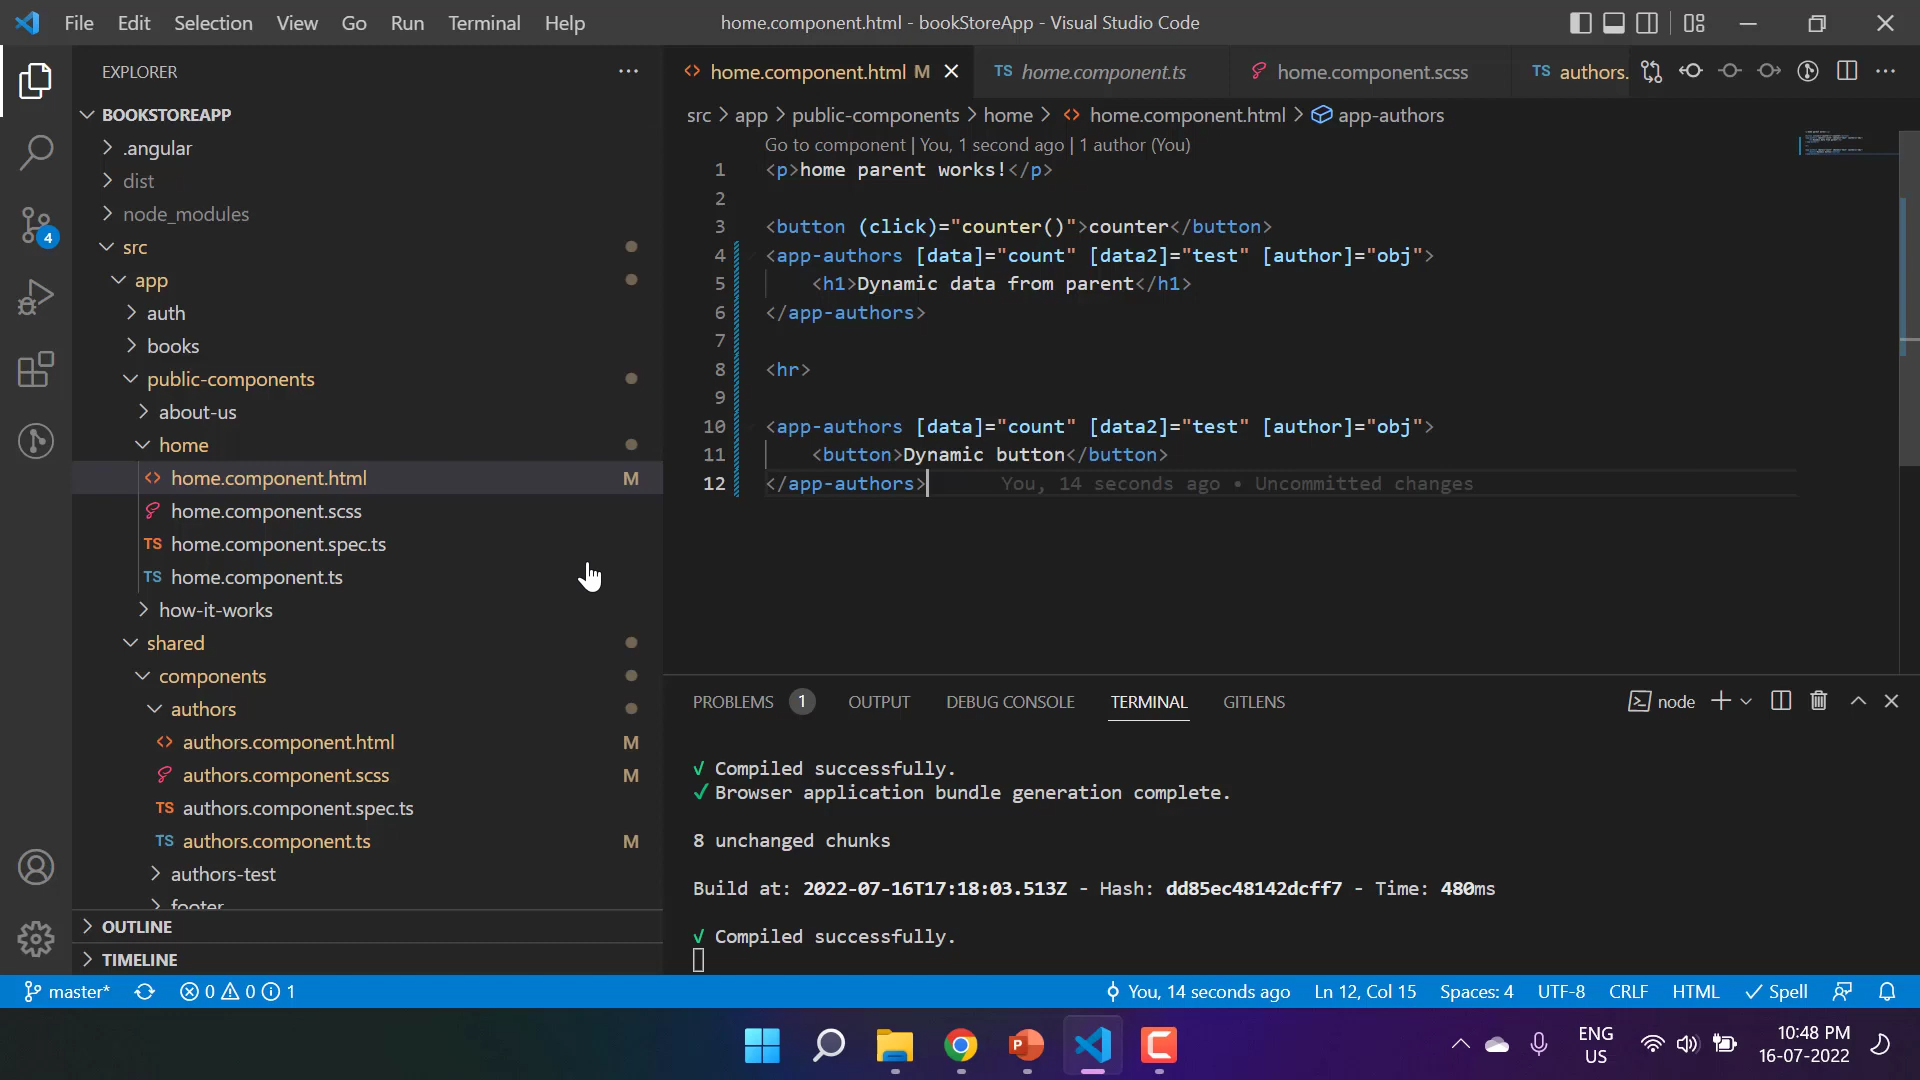 File Edit Selection View Go Run Terminal Help
home.component.html - bookStoreApp - Visual Studio Code
EXPLORER
BOOKSTOREAPP
.angular
dist
node_modules
src
app
auth
books
public-components
about-us
home
home.component.html M
home.component.scss
TS home.component.spec.ts
TS home.component.ts
how-it-works
shared
components
authors
authors.component.html M
authors.component.scss M
TS authors.component.spec.ts
TS authors.component.ts M
authors-test
footer
OUTLINE
TIMELINE
4
home.component.html M
TS home.component.ts
home.component.scss
TS authors.
src > app > public-components > home > home.component.html > app-authors
Go to component | You, 1 second ago | 1 author (You)
1 <p>home parent works!</p>
2
3 <button (click)="counter()">counter</button>
4 <app-authors [data]="count" [data2]="test" [author]="obj">
5 <h1>Dynamic data from parent</h1>
6 </app-authors>
7
8 <hr>
9
10 <app-authors [data]="count" [data2]="test" [author]="obj">
11 <button>Dynamic button</button>
12 </app-authors> You, 14 seconds ago • Uncommitted changes
PROBLEMS 1 OUTPUT DEBUG CONSOLE TERMINAL GITLENS
node
√ Compiled successfully.
✓ Browser application bundle generation complete.
8 unchanged chunks
Build at: 2022-07-16T17:18:03.513Z - Hash: dd85ec48142dcff7 - Time: 480ms
√ Compiled successfully.
master* 0 0 1
You, 14 seconds ago Ln 12, Col 15 Spaces: 4 UTF-8 CRLF HTML Spell
P
C
ENG
US
10:48 PM
16-07-2022